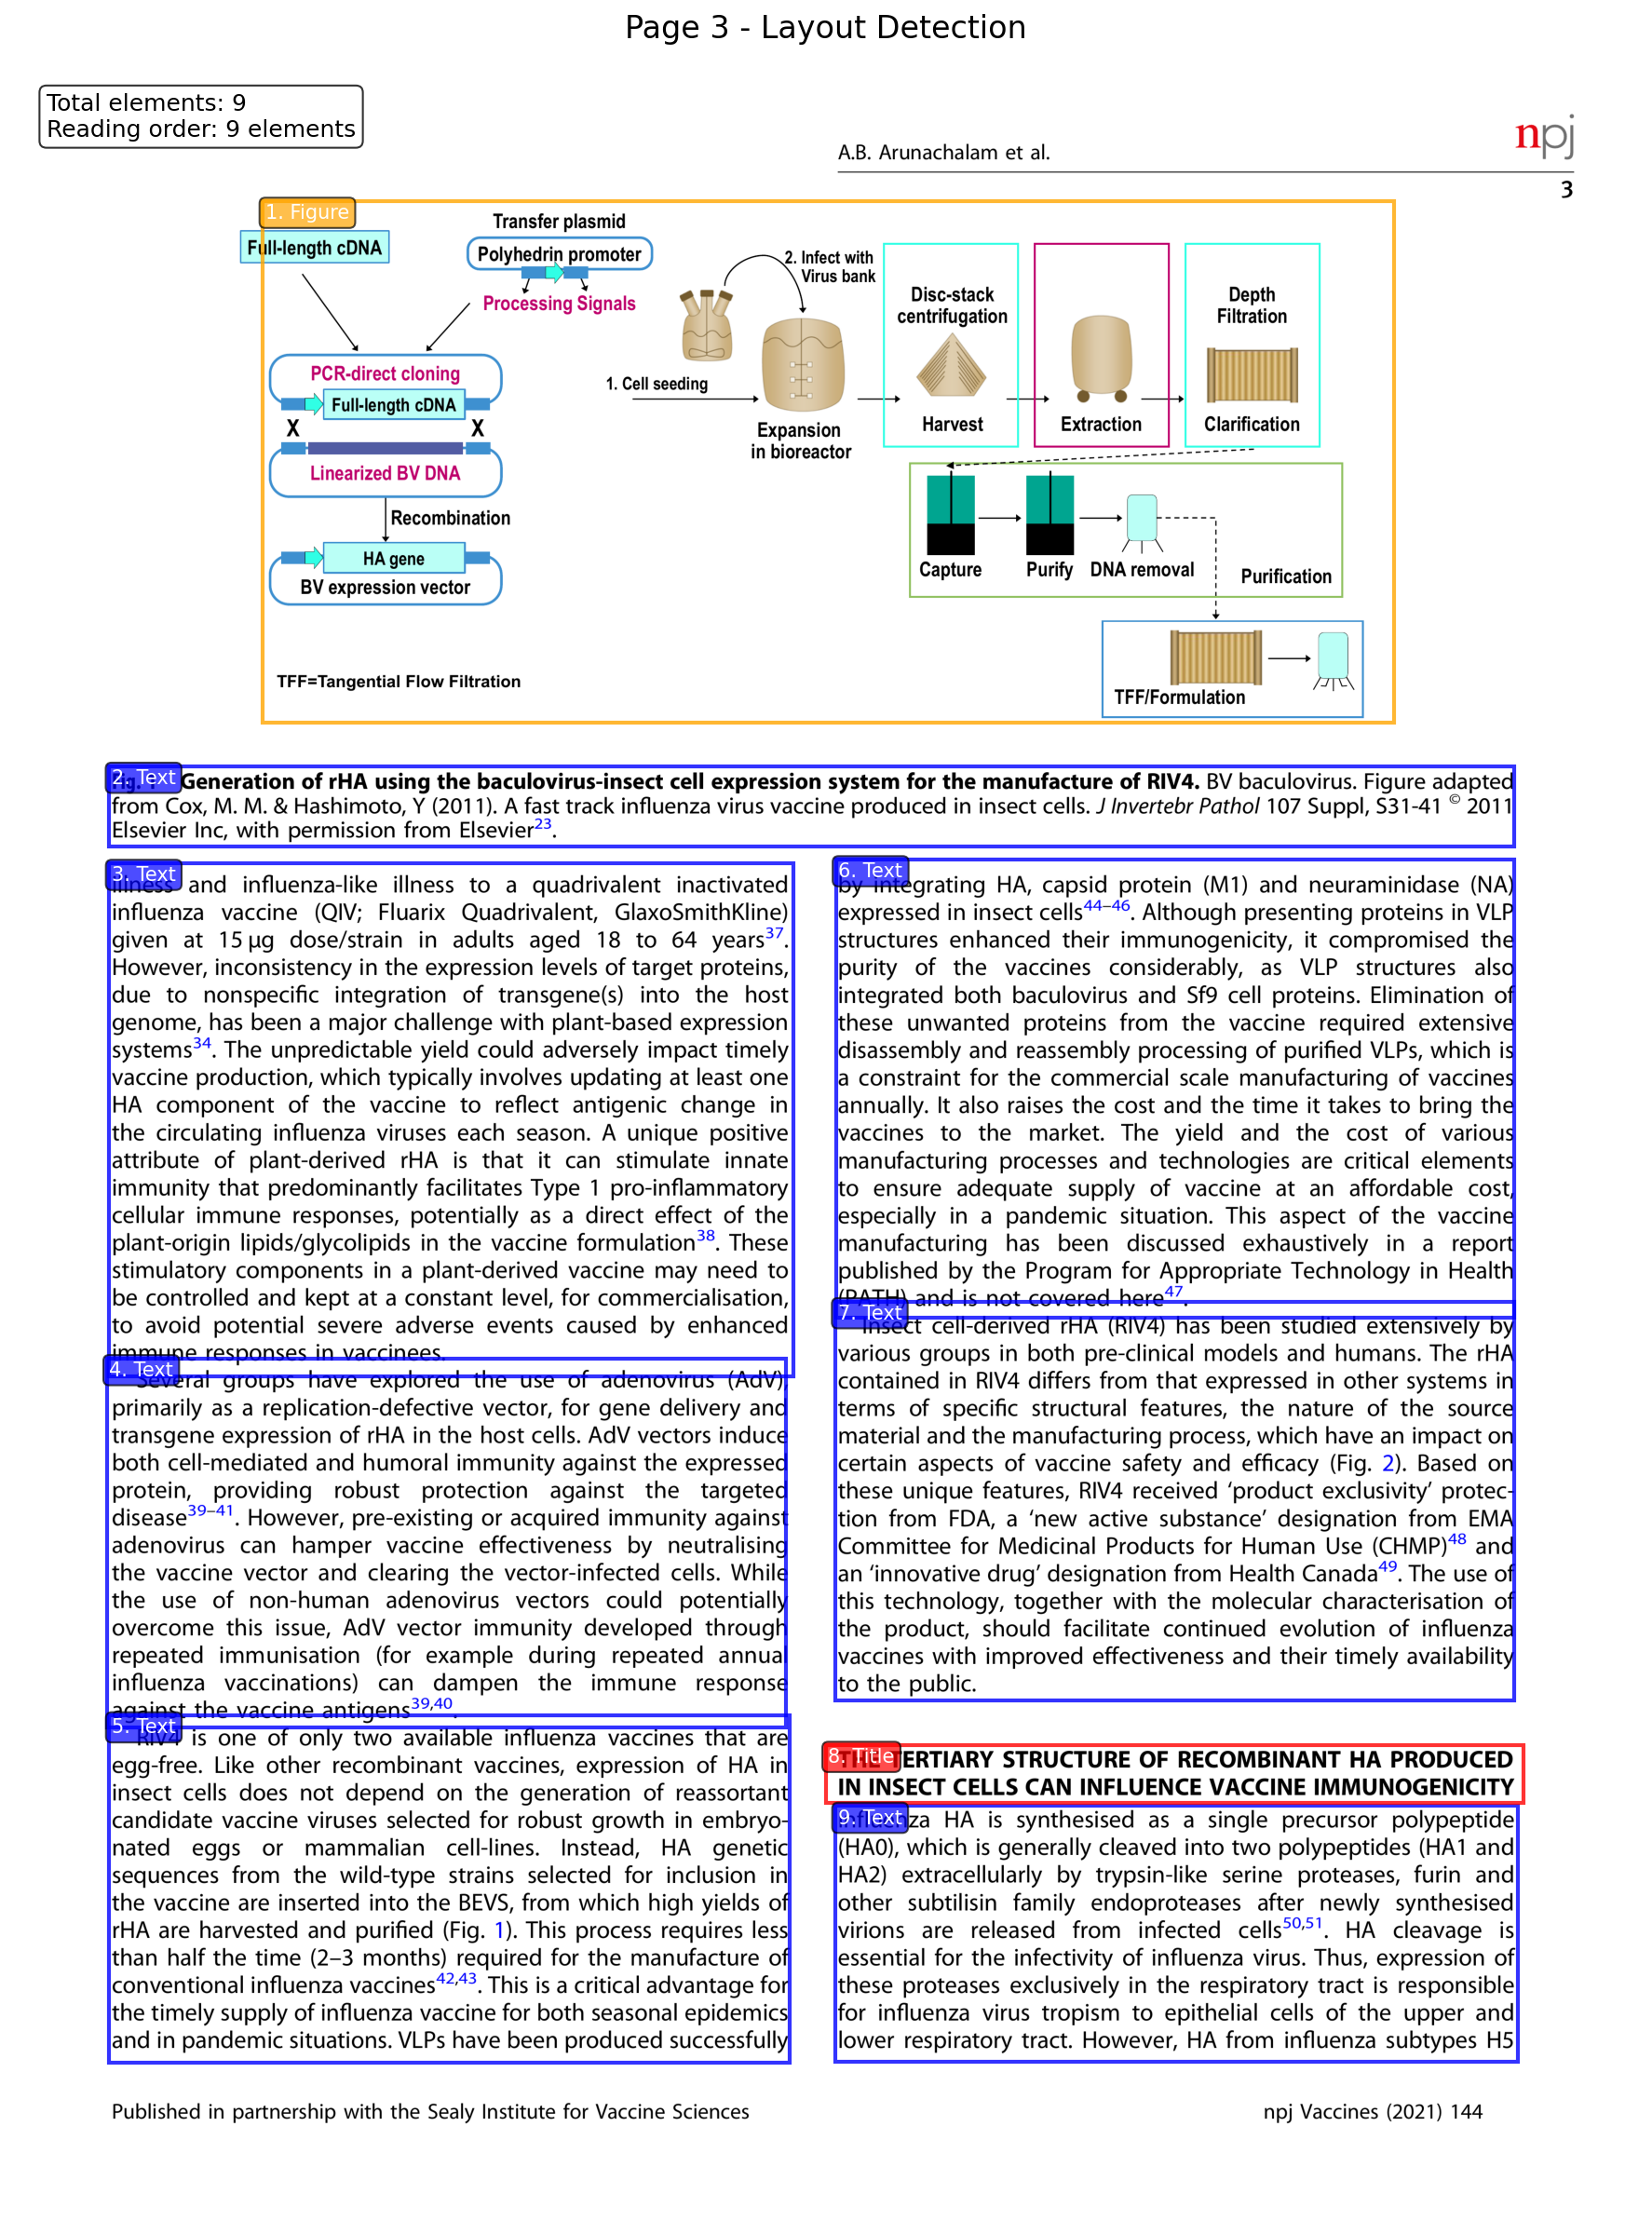 Page 3 - Layout Detection
Total elements: 9
Reading order: 9 elements
npj
A.B. Arunachalam et al.
3
1. Figure
Full-length cDNA
Transfer plasmid
Polyhedrin promoter
Processing Signals
PCR-direct cloning
Full-length cDNA
X X
Linearized BV DNA
Recombination
HA gene
BV expression vector
TFF=Tangential Flow Filtration
1. Cell seeding
2. Infect with
Virus bank
Expansion
in bioreactor
Disc-stack
centrifugation
Harvest
Extraction
Depth
Filtration
Clarification
Capture
Purify
DNA removal
Purification
TFF/Formulation
2. Text
Generation of rHA using the baculovirus-insect cell expression system for the manufacture of RIV4. BV baculovirus. Figure adapted
from Cox, M. M. & Hashimoto, Y (2011). A fast track influenza virus vaccine produced in insect cells. J Invertebr Pathol 107 Suppl, S31-41 © 2011
Elsevier Inc, with permission from Elsevier23.
3. Text
illness and influenza-like illness to a quadrivalent inactivated
influenza vaccine (QIV; Fluarix Quadrivalent, GlaxoSmithKline)
given at 15 µg dose/strain in adults aged 18 to 64 years37.
However, inconsistency in the expression levels of target proteins,
due to nonspecific integration of transgene(s) into the host
genome, has been a major challenge with plant-based expression
systems34. The unpredictable yield could adversely impact timely
vaccine production, which typically involves updating at least one
HA component of the vaccine to reflect antigenic change in
the circulating influenza viruses each season. A unique positive
attribute of plant-derived rHA is that it can stimulate innate
immunity that predominantly facilitates Type 1 pro-inflammatory
cellular immune responses, potentially as a direct effect of the
plant-origin lipids/glycolipids in the vaccine formulation38. These
stimulatory components in a plant-derived vaccine may need to
be controlled and kept at a constant level, for commercialisation,
to avoid potential severe adverse events caused by enhanced
immune responses in vaccinees.
4. Text
Several groups have explored the use of adenovirus (AdV),
primarily as a replication-defective vector, for gene delivery and
transgene expression of rHA in the host cells. AdV vectors induce
both cell-mediated and humoral immunity against the expressed
protein, providing robust protection against the targeted
disease39–41. However, pre-existing or acquired immunity against
adenovirus can hamper vaccine effectiveness by neutralising
the vaccine vector and clearing the vector-infected cells. While
the use of non-human adenovirus vectors could potentially
overcome this issue, AdV vector immunity developed through
repeated immunisation (for example during repeated annual
influenza vaccinations) can dampen the immune response
against the vaccine antigens39,40.
5. Text
RIV4 is one of only two available influenza vaccines that are
egg-free. Like other recombinant vaccines, expression of HA in
insect cells does not depend on the generation of reassortant
candidate vaccine viruses selected for robust growth in embryo-
nated eggs or mammalian cell-lines. Instead, HA genetic
sequences from the wild-type strains selected for inclusion in
the vaccine are inserted into the BEVS, from which high yields of
rHA are harvested and purified (Fig. 1). This process requires less
than half the time (2–3 months) required for the manufacture of
conventional influenza vaccines42,43. This is a critical advantage for
the timely supply of influenza vaccine for both seasonal epidemics
and in pandemic situations. VLPs have been produced successfully
6. Text
by integrating HA, capsid protein (M1) and neuraminidase (NA)
expressed in insect cells44–46. Although presenting proteins in VLP
structures enhanced their immunogenicity, it compromised the
purity of the vaccines considerably, as VLP structures also
integrated both baculovirus and Sf9 cell proteins. Elimination of
these unwanted proteins from the vaccine required extensive
disassembly and reassembly processing of purified VLPs, which is
a constraint for the commercial scale manufacturing of vaccines
annually. It also raises the cost and the time it takes to bring the
vaccines to the market. The yield and the cost of various
manufacturing processes and technologies are critical elements
to ensure adequate supply of vaccine at an affordable cost,
especially in a pandemic situation. This aspect of the vaccine
manufacturing has been discussed exhaustively in a report
published by the Program for Appropriate Technology in Health
(PATH) and is not covered here47.
7. Text
Insect cell-derived rHA (RIV4) has been studied extensively by
various groups in both pre-clinical models and humans. The rHA
contained in RIV4 differs from that expressed in other systems in
terms of specific structural features, the nature of the source
material and the manufacturing process, which have an impact on
certain aspects of vaccine safety and efficacy (Fig. 2). Based on
these unique features, RIV4 received ‘product exclusivity’ protec-
tion from FDA, a ‘new active substance’ designation from EMA
Committee for Medicinal Products for Human Use (CHMP)48 and
an ‘innovative drug’ designation from Health Canada49. The use of
this technology, together with the molecular characterisation of
the product, should facilitate continued evolution of influenza
vaccines with improved effectiveness and their timely availability
to the public.
8. Title
THE TERTIARY STRUCTURE OF RECOMBINANT HA PRODUCED
IN INSECT CELLS CAN INFLUENCE VACCINE IMMUNOGENICITY
9. Text
Influenza HA is synthesised as a single precursor polypeptide
(HA0), which is generally cleaved into two polypeptides (HA1 and
HA2) extracellularly by trypsin-like serine proteases, furin and
other subtilisin family endoproteases after newly synthesised
virions are released from infected cells50,51. HA cleavage is
essential for the infectivity of influenza virus. Thus, expression of
these proteases exclusively in the respiratory tract is responsible
for influenza virus tropism to epithelial cells of the upper and
lower respiratory tract. However, HA from influenza subtypes H5
Published in partnership with the Sealy Institute for Vaccine Sciences
npj Vaccines (2021) 144